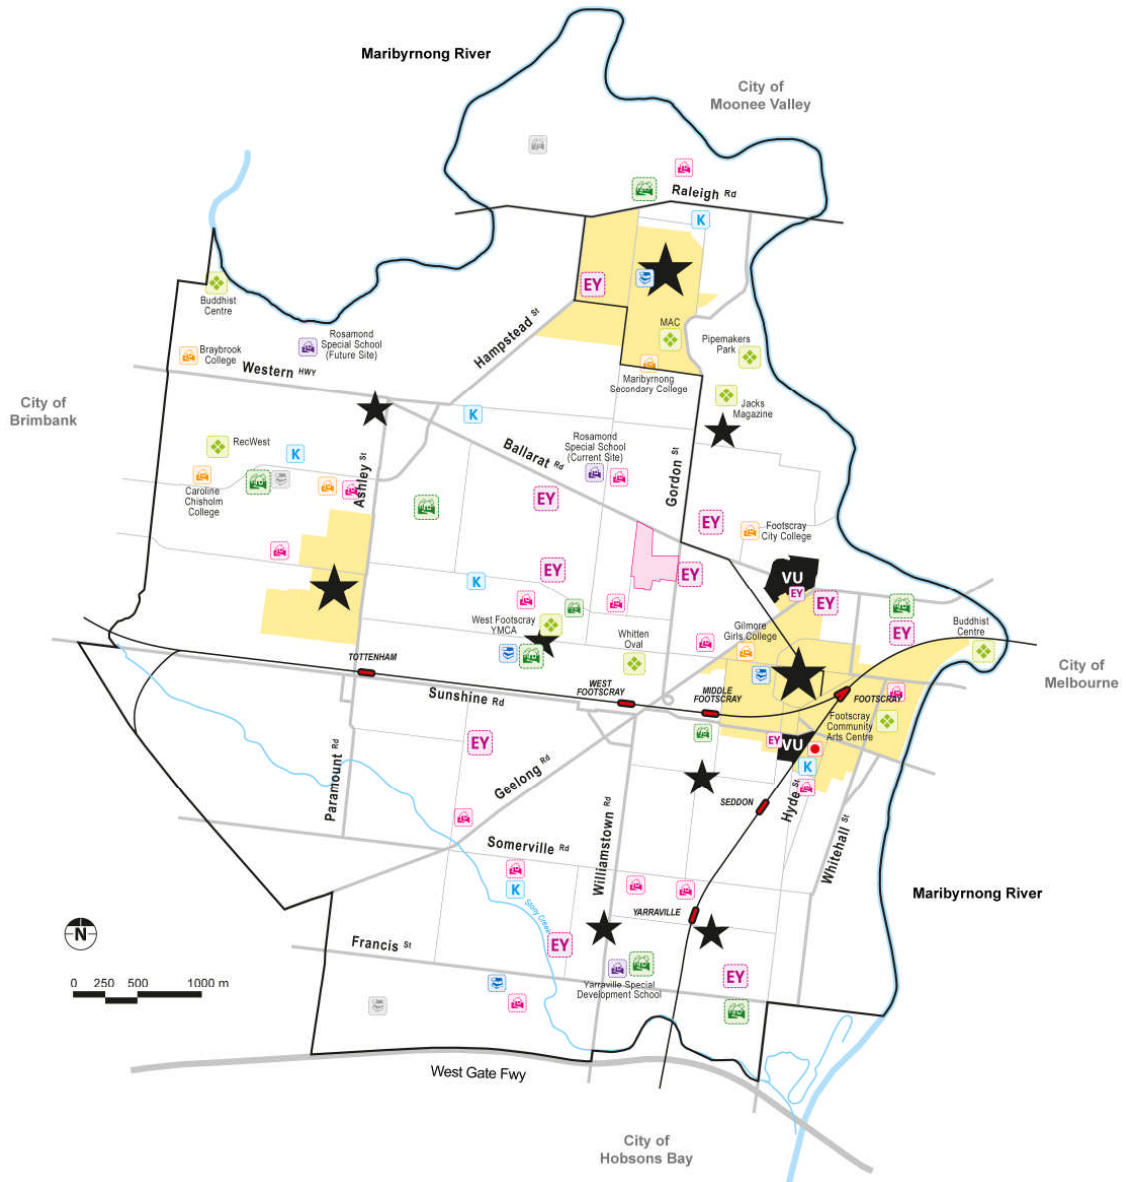 Maribyrnong River
City of
Moonee Valley
Raleigh Rd
K
EY
Buddhist
Centre
Hampstead St
MAC
Rosamond
Special School
(Future Site)
Pipemakers
Park
Braybrook
College
Western HWY
Maribyrnong
Secondary College
City of
Brimbank
Jacks
Magazine
K
RecWest
K
Ballarat Rd
Rosamond
Special School
(Current Site)
Ashley St
Gordon St
Caroline
Chisholm
College
EY
EY
Footscray
City College
EY
EY
VU
K
EY
EY
West Footscray
YMCA
Whitten
Oval
Gilmore
Girls College
EY
Buddhist
Centre
TOTTENHAM
City of
Melbourne
WEST
FOOTSCRAY
MIDDLE
FOOTSCRAY
FOOTSCRAY
Sunshine Rd
Footscray
Community
Arts Centre
EY
EY
VU
K
Paramount Rd
Geelong Rd
SEDDON
Hyde St
Williamstown Rd
Whitehall St
Somerville Rd
K
Stony Creek
YARRAVILLE
Maribyrnong River
N
Francis St
EY
EY
0 250 500 1000 m
Yarraville Special
Development School
West Gate Fwy
City of
Hobsons Bay